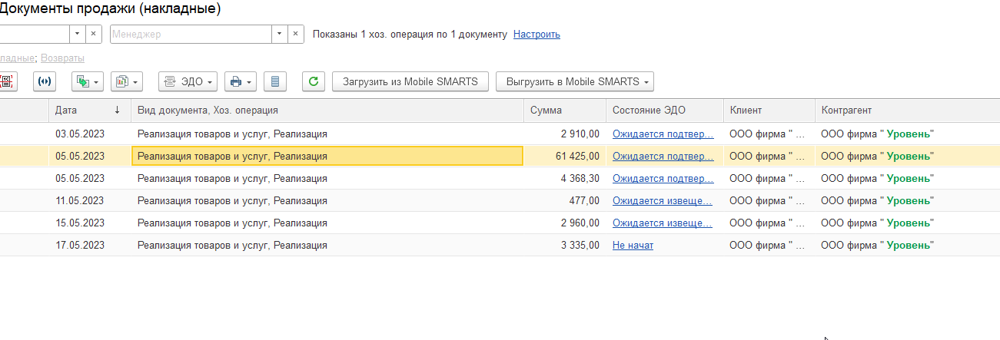 Документы продажи (накладные)
Менеджер Показаны 1 хоз. операция по 1 документу Настроить
ладные; Возвраты
ЭДО Загрузить из Mobile SMARTS Выгрузить в Mobile SMARTS
Дата ↓ Вид документа, Хоз. операция Сумма Состояние ЭДО Клиент Контрагент
03.05.2023 Реализация товаров и услуг, Реализация 2 910,00 Ожидается подтвер... ООО фирма " ... ООО фирма " Уровень"
05.05.2023 Реализация товаров и услуг, Реализация 61 425,00 Ожидается подтвер... ООО фирма " ... ООО фирма " Уровень"
05.05.2023 Реализация товаров и услуг, Реализация 4 368,30 Ожидается подтвер... ООО фирма " ... ООО фирма " Уровень"
11.05.2023 Реализация товаров и услуг, Реализация 477,00 Ожидается извеще... ООО фирма " ... ООО фирма " Уровень"
15.05.2023 Реализация товаров и услуг, Реализация 2 960,00 Ожидается извеще... ООО фирма " ... ООО фирма " Уровень"
17.05.2023 Реализация товаров и услуг, Реализация 3 335,00 Не начат ООО фирма " ... ООО фирма " Уровень"